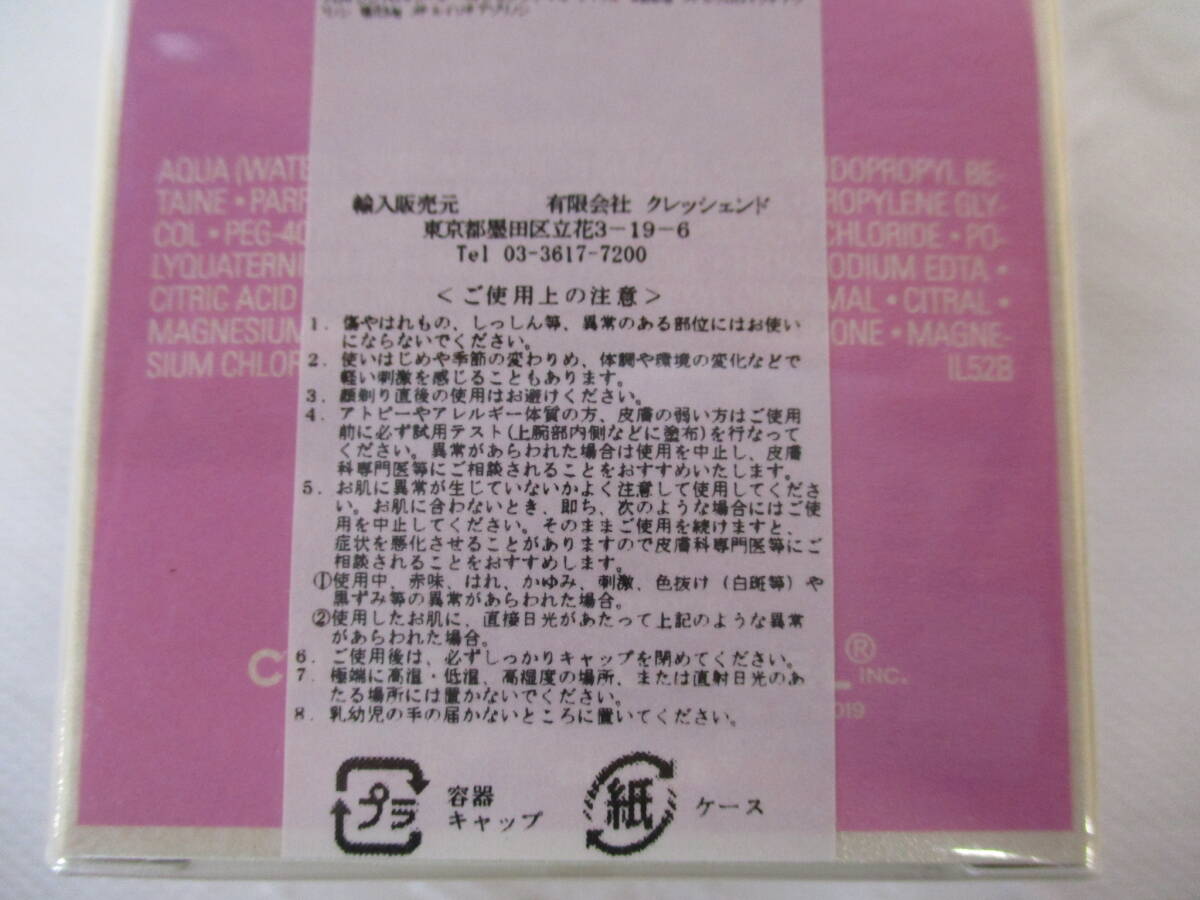 AQUA (WATE
DOPROPYL BE-
TAINE • PARF
ROPYLENE GLY-
COL • PEG-40
CHLORIDE • PO-
LYQUATERNI
ODIUM EDTA •
CITRIC ACID
MAL • CITRAL •
MAGNESIUM
ONE • MAGNE-
SIUM CHLOR
IL52B
輸入販売元 有限会社 クレッシェンド
東京都墨田区立花3－19－6
Tel 03-3617-7200
＜ご使用上の注意＞
1. 傷やはれもの、しっしん等、異常のある部位にはお使い
にならないでください。
2. 使いはじめや季節の変わりめ、体調や環境の変化などで
軽い刺激を感じることもあります。
3. 顔剃り直後の使用はお避けください。
4. アトピーやアレルギー体質の方、皮膚の弱い方はご使用
前に必ず試用テスト(上腕部内側などに塗布)を行なって
ください。異常があらわれた場合は使用を中止し、皮膚
科専門医等にご相談されることをおすすめいたします。
5. お肌に異常が生じていないかよく注意して使用してくださ
い。お肌に合わないとき、即ち、次のような場合にはご使
用を中止してください。そのままご使用を続けますと、
症状を悪化させることがありますので皮膚科専門医等にご
相談されることをおすすめします。
①使用中、赤味、はれ、かゆみ、刺激、色抜け（白斑等）や
黒ずみ等の異常があらわれた場合。
②使用したお肌に、直接日光があたって上記のような異常
があらわれた場合。
6. ご使用後は、必ずしっかりキャップを閉めてください。
7. 極端に高温・低温、高湿度の場所、または直射日光のあ
たる場所には置かないでください。
8. 乳幼児の手の届かないところに置いてください。
® INC.
019
プラ 容器
キャップ
紙 ケース